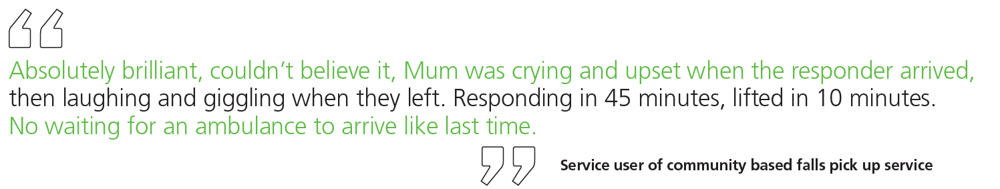 “
Absolutely brilliant, couldn’t believe it, Mum was crying and upset when the responder arrived,
then laughing and giggling when they left. Responding in 45 minutes, lifted in 10 minutes.
No waiting for an ambulance to arrive like last time.
” Service user of community based falls pick up service